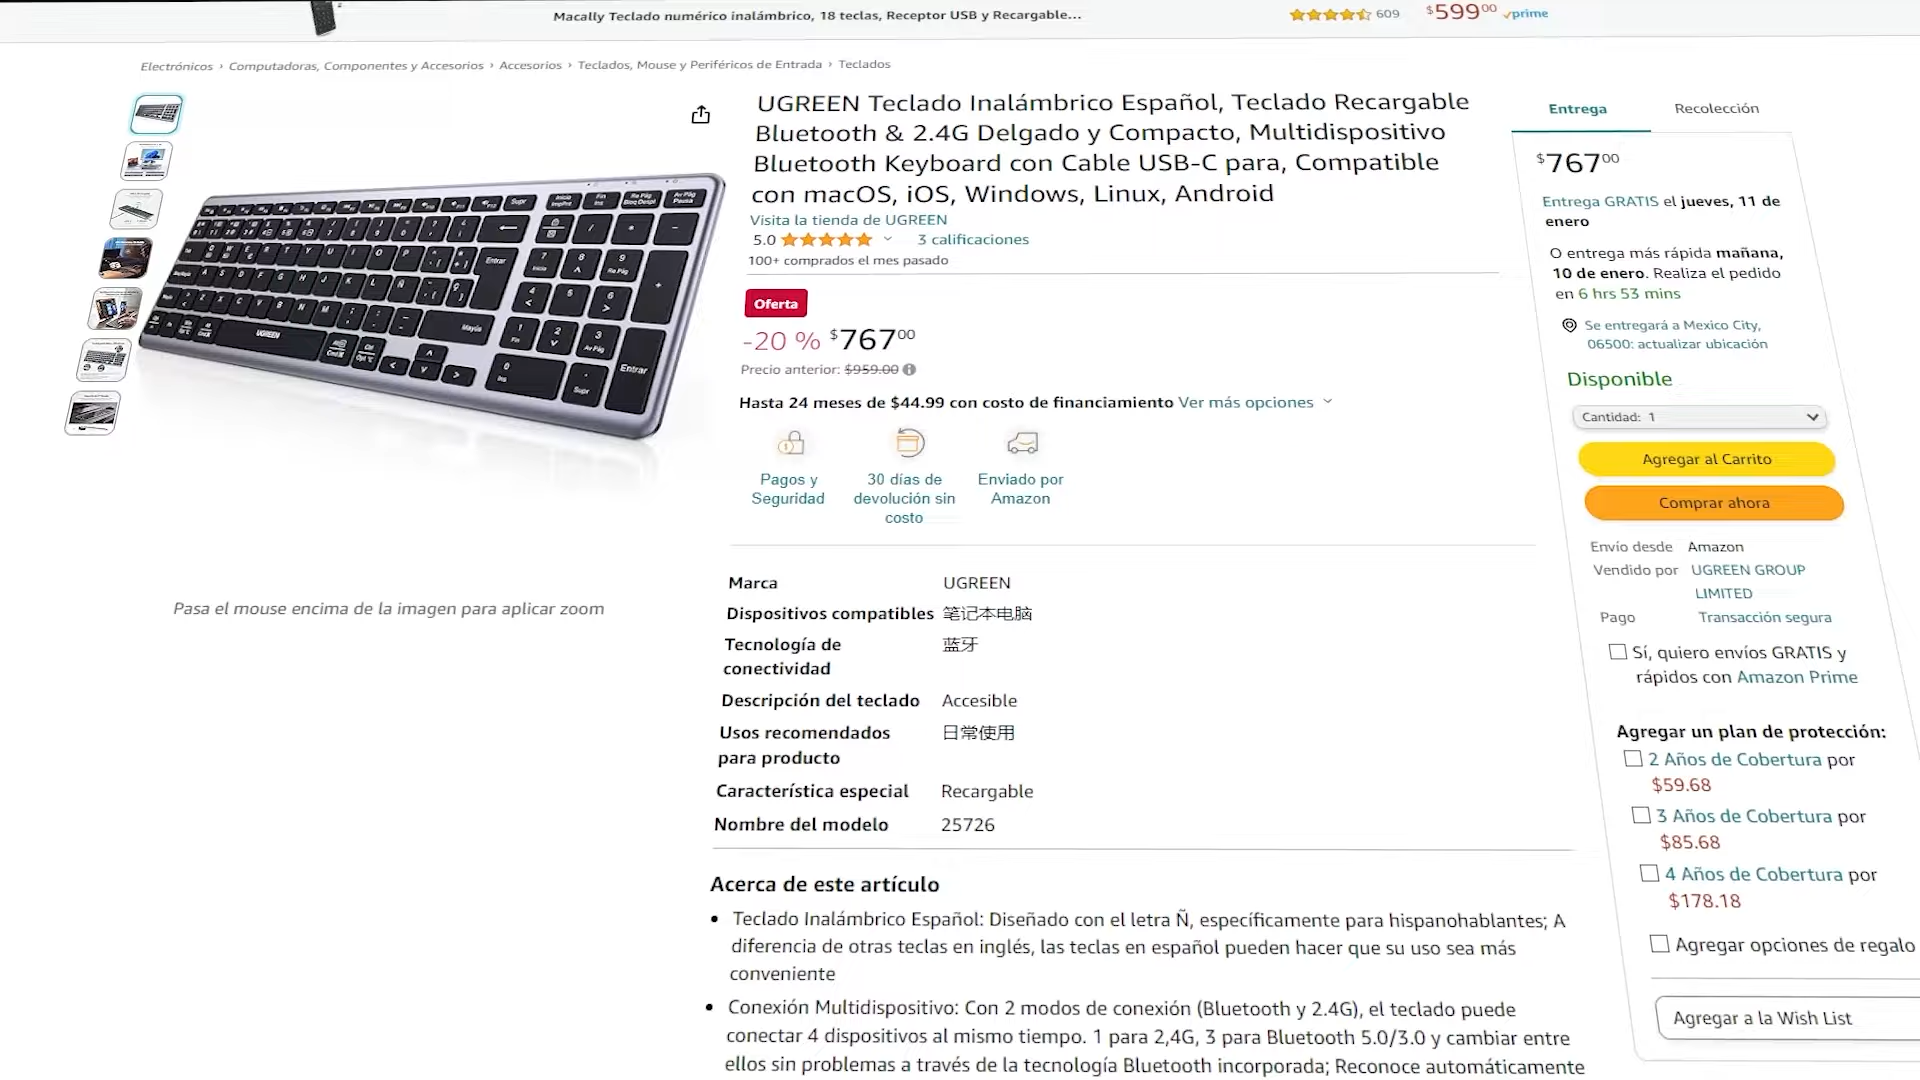 Macally Teclado numérico inalámbrico, 18 teclas, Receptor USB y Recargable...
609
$599⁰⁰
prime
Electrónicos › Computadoras, Componentes y Accesorios › Accesorios › Teclados, Mouse y Periféricos de Entrada › Teclados
UGREEN
Pasa el mouse encima de la imagen para aplicar zoom
UGREEN Teclado Inalámbrico Español, Teclado Recargable
Bluetooth & 2.4G Delgado y Compacto, Multidispositivo
Bluetooth Keyboard con Cable USB-C para, Compatible
con macOS, iOS, Windows, Linux, Android
Visita la tienda de UGREEN
5.0
3 calificaciones
100+ comprados el mes pasado
Oferta
-20 % $767⁰⁰
Precio anterior: $959.00
Hasta 24 meses de $44.99 con costo de financiamiento Ver más opciones
Pagos y
Seguridad
30 días de
devolución sin
costo
Enviado por
Amazon
Marca UGREEN
Dispositivos compatibles 笔记本电脑
Tecnología de
conectividad
蓝牙
Descripción del teclado Accesible
Usos recomendados
para producto
日常使用
Característica especial Recargable
Nombre del modelo 25726
Acerca de este artículo
• Teclado Inalámbrico Español: Diseñado con el letra Ñ, específicamente para hispanohablantes; A
diferencia de otras teclas en inglés, las teclas en español pueden hacer que su uso sea más
conveniente
• Conexión Multidispositivo: Con 2 modos de conexión (Bluetooth y 2.4G), el teclado puede
conectar 4 dispositivos al mismo tiempo. 1 para 2,4G, 3 para Bluetooth 5.0/3.0 y cambiar entre
ellos sin problemas a través de la tecnología Bluetooth incorporada; Reconoce automáticamente
Entrega
Recolección
$767⁰⁰
Entrega GRATIS el jueves, 11 de
enero
O entrega más rápida mañana,
10 de enero. Realiza el pedido
en 6 hrs 53 mins
Se entregará a Mexico City,
06500: actualizar ubicación
Disponible
Cantidad: 1
Agregar al Carrito
Comprar ahora
Envío desde Amazon
Vendido por UGREEN GROUP
LIMITED
Pago Transacción segura
Sí, quiero envíos GRATIS y
rápidos con Amazon Prime
Agregar un plan de protección:
2 Años de Cobertura por
$59.68
3 Años de Cobertura por
$85.68
4 Años de Cobertura por
$178.18
Agregar opciones de regalo
Agregar a la Wish List